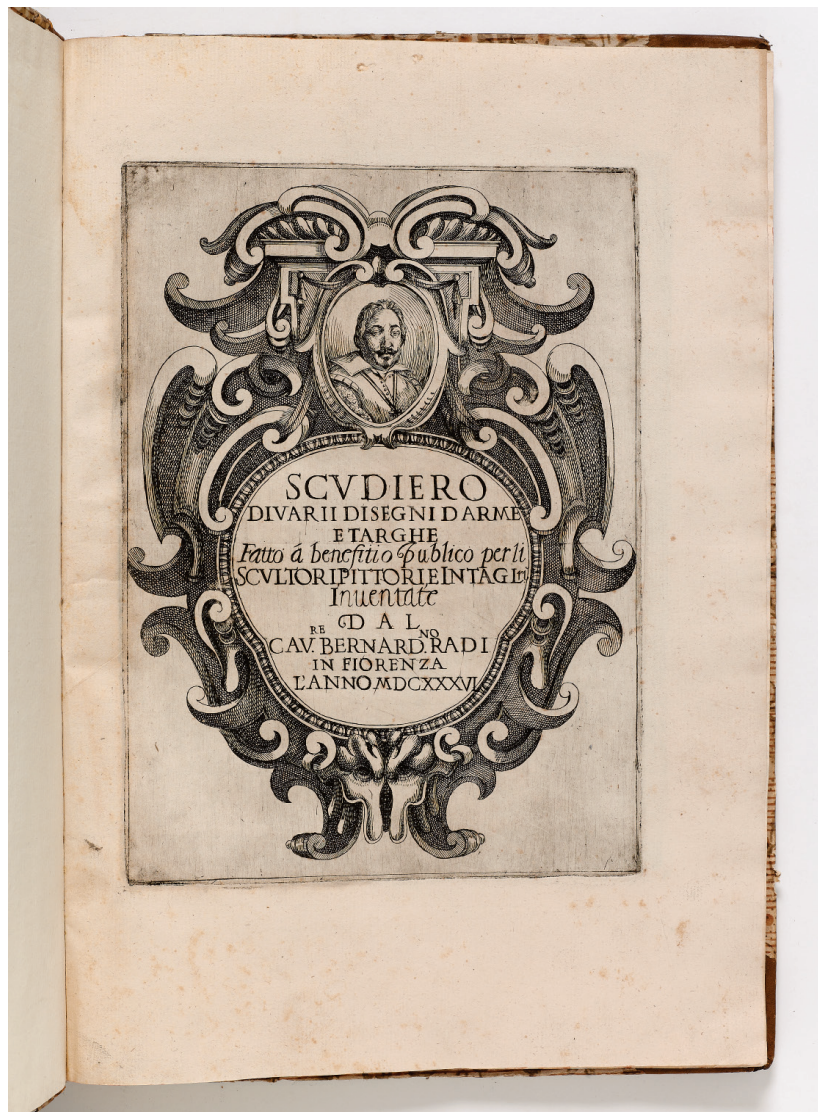 SCVDIERO
DI VARII DISEGNI D ARME
E TARGHE
Fatto á benefitio publico per li
SCVLTORI PITTORI E INTAGLtri
Inuentate
DAL
CAV.RE BERNARD.NO RADI
IN FIORENZA
L'ANNO MDCXXXVI